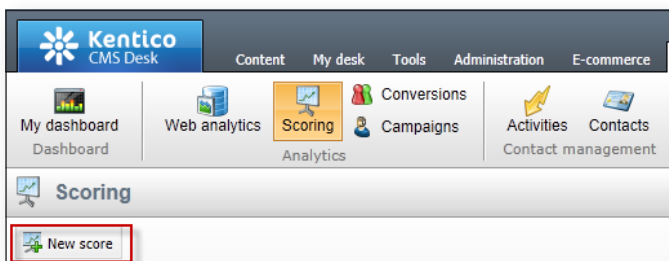 Kentico
CMS Desk
Content My desk Tools Administration E-commerce
My dashboard Web analytics Scoring Conversions Campaigns Activities Contacts
Dashboard Analytics Contact management
Scoring
New score